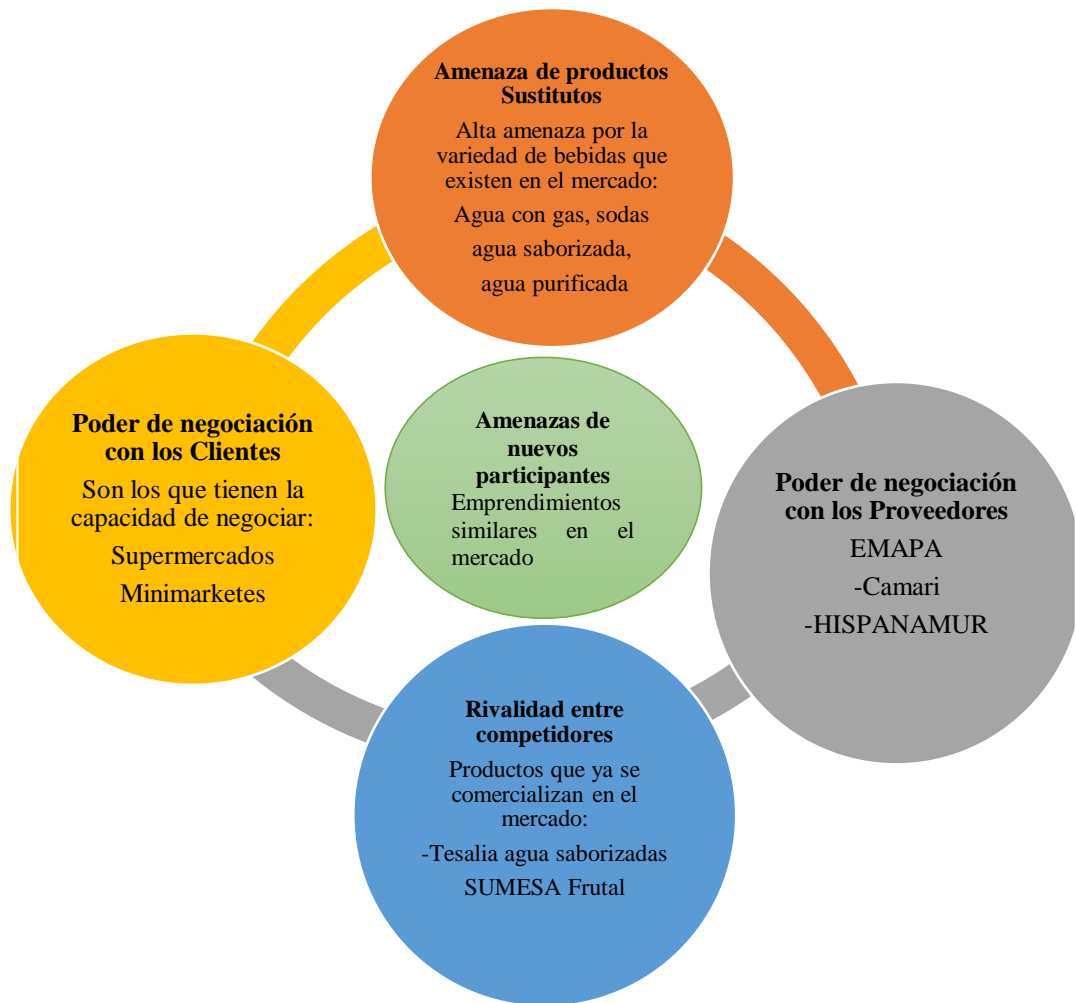 Amenaza de productos
Sustitutos
Alta amenaza por la
variedad de bebidas que
existen en el mercado:
Agua con gas, sodas
agua saborizada,
agua purificada
Poder de negociación
con los Clientes
Son los que tienen la
capacidad de negociar:
Supermercados
Minimarketes
Amenazas de
nuevos
participantes
Emprendimientos
similares en el
mercado
Poder de negociación
con los Proveedores
EMAPA
-Camari
-HISPANAMUR
Rivalidad entre
competidores
Productos que ya se
comercializan en el
mercado:
-Tesalia agua saborizadas
SUMESA Frutal